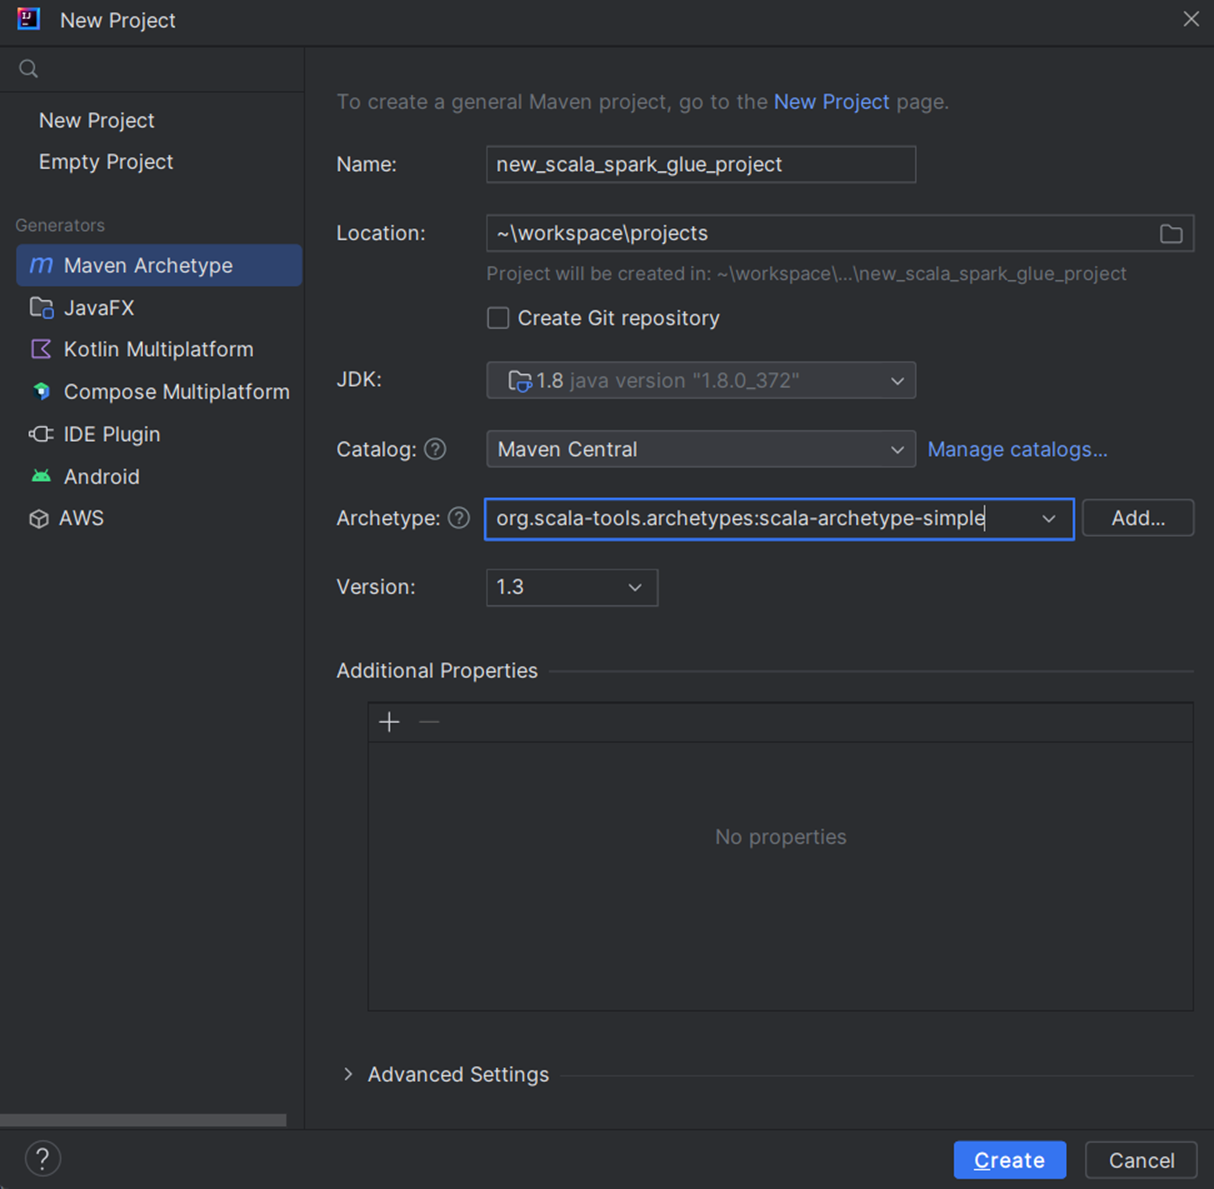 New Project
New Project
Empty Project
Generators
Maven Archetype
JavaFX
Kotlin Multiplatform
Compose Multiplatform
IDE Plugin
Android
AWS
To create a general Maven project, go to the New Project page.
Name: new_scala_spark_glue_project
Location: ~\workspace\projects
Project will be created in: ~\workspace\...\new_scala_spark_glue_project
Create Git repository
JDK: 1.8 java version "1.8.0_372"
Catalog: ? Maven Central Manage catalogs...
Archetype: ? org.scala-tools.archetypes:scala-archetype-simple Add...
Version: 1.3
Additional Properties
No properties
Advanced Settings
? Create Cancel